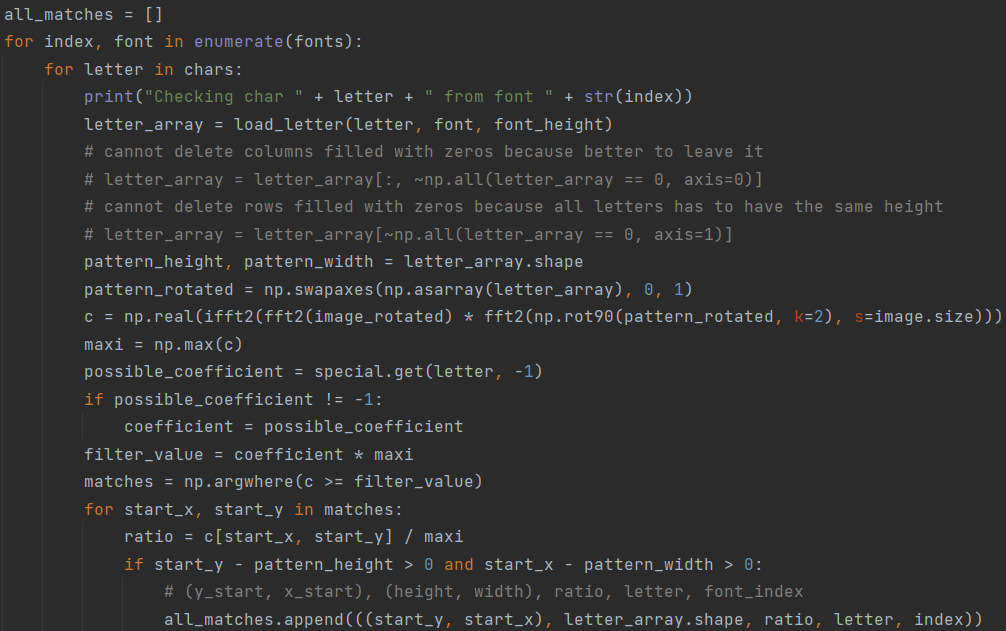 all_matches = []
for index, font in enumerate(fonts):
    for letter in chars:
        print("Checking char " + letter + " from font " + str(index))
        letter_array = load_letter(letter, font, font_height)
        # cannot delete columns filled with zeros because better to leave it
        # letter_array = letter_array[:, ~np.all(letter_array == 0, axis=0)]
        # cannot delete rows filled with zeros because all letters has to have the same height
        # letter_array = letter_array[~np.all(letter_array == 0, axis=1)]
        pattern_height, pattern_width = letter_array.shape
        pattern_rotated = np.swapaxes(np.asarray(letter_array), 0, 1)
        c = np.real(ifft2(fft2(image_rotated) * fft2(np.rot90(pattern_rotated, k=2), s=image.size)))
        maxi = np.max(c)
        possible_coefficient = special.get(letter, -1)
        if possible_coefficient != -1:
            coefficient = possible_coefficient
        filter_value = coefficient * maxi
        matches = np.argwhere(c >= filter_value)
        for start_x, start_y in matches:
            ratio = c[start_x, start_y] / maxi
            if start_y - pattern_height > 0 and start_x - pattern_width > 0:
                # (y_start, x_start), (height, width), ratio, letter, font_index
                all_matches.append(((start_y, start_x), letter_array.shape, ratio, letter, index))